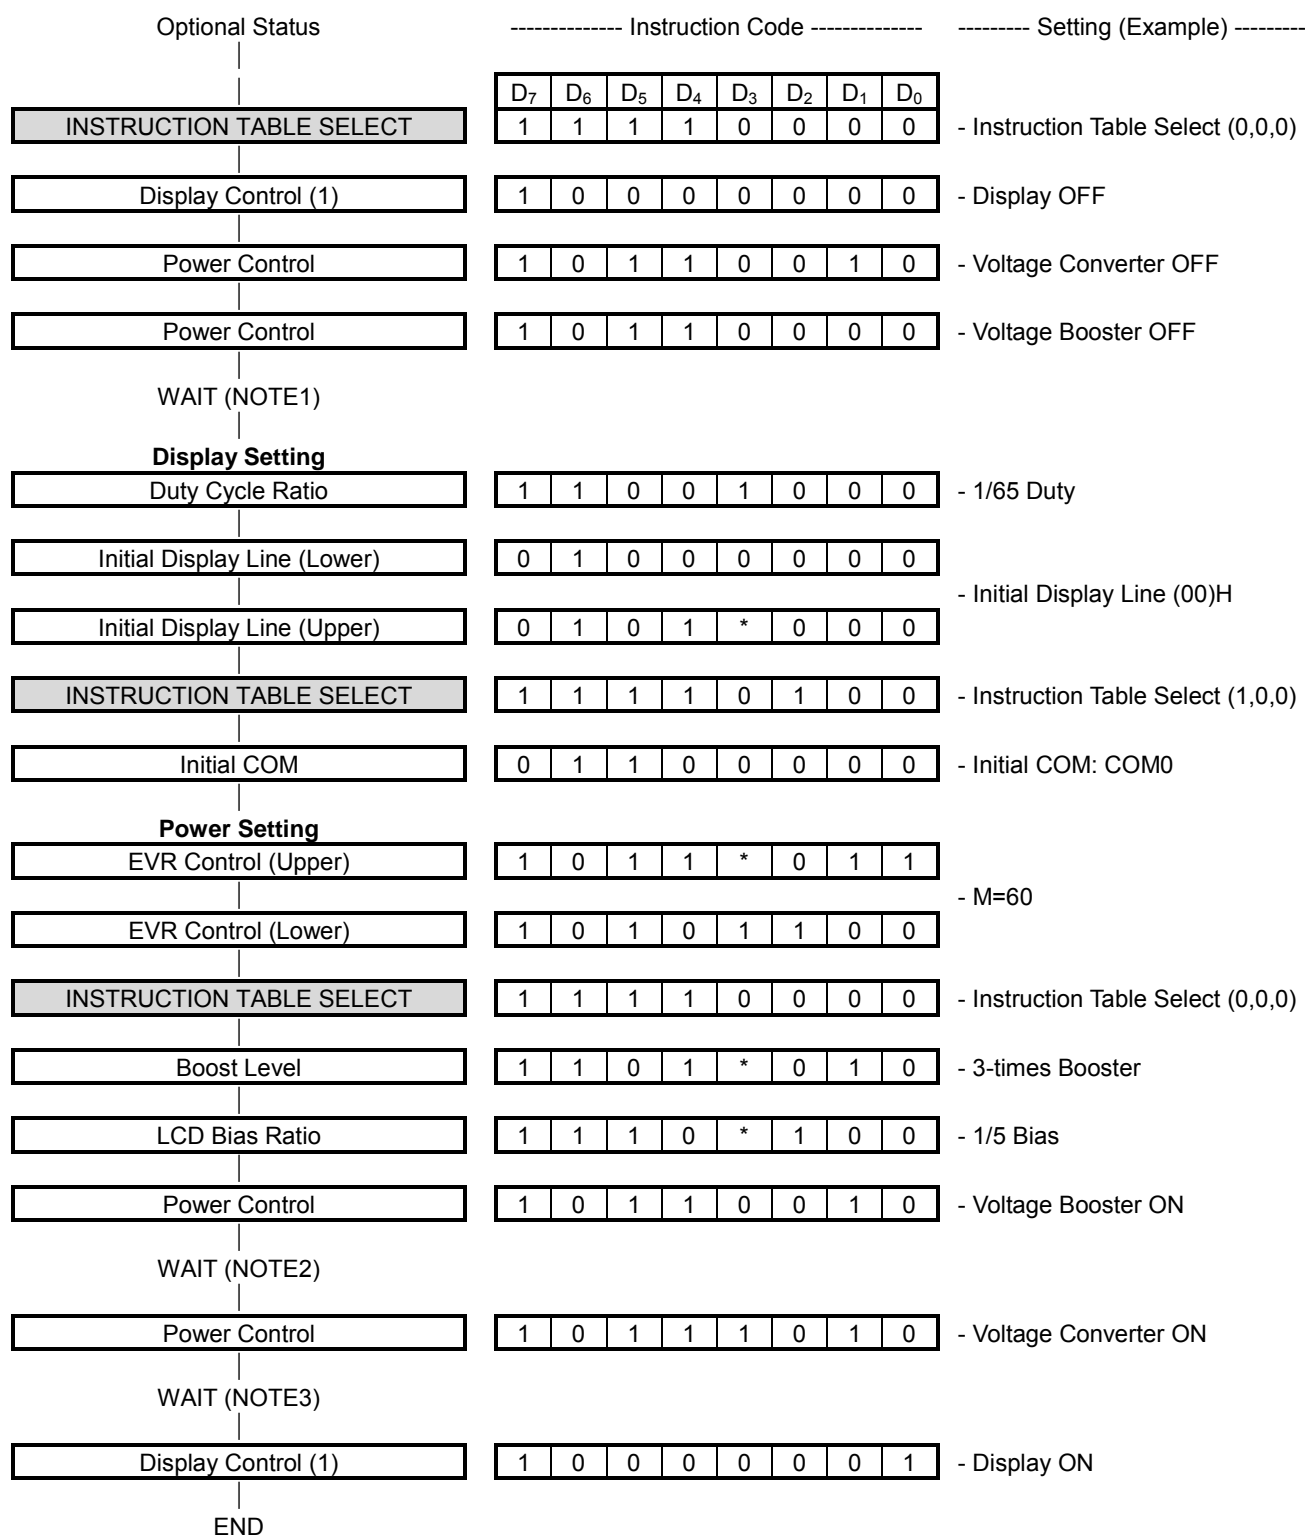 Optional Status -------------- Instruction Code -------------- --------- Setting (Example) ---------
D7 D6 D5 D4 D3 D2 D1 D0
INSTRUCTION TABLE SELECT 1 1 1 1 0 0 0 0 - Instruction Table Select (0,0,0)
Display Control (1) 1 0 0 0 0 0 0 0 - Display OFF
Power Control 1 0 1 1 0 0 1 0 - Voltage Converter OFF
Power Control 1 0 1 1 0 0 0 0 - Voltage Booster OFF
WAIT (NOTE1)
Display Setting
Duty Cycle Ratio 1 1 0 0 1 0 0 0 - 1/65 Duty
Initial Display Line (Lower) 0 1 0 0 0 0 0 0
- Initial Display Line (00)H
Initial Display Line (Upper) 0 1 0 1 * 0 0 0
INSTRUCTION TABLE SELECT 1 1 1 1 0 1 0 0 - Instruction Table Select (1,0,0)
Initial COM 0 1 1 0 0 0 0 0 - Initial COM: COM0
Power Setting
EVR Control (Upper) 1 0 1 1 * 0 1 1
- M=60
EVR Control (Lower) 1 0 1 0 1 1 0 0
INSTRUCTION TABLE SELECT 1 1 1 1 0 0 0 0 - Instruction Table Select (0,0,0)
Boost Level 1 1 0 1 * 0 1 0 - 3-times Booster
LCD Bias Ratio 1 1 1 0 * 1 0 0 - 1/5 Bias
Power Control 1 0 1 1 0 0 1 0 - Voltage Booster ON
WAIT (NOTE2)
Power Control 1 0 1 1 1 0 1 0 - Voltage Converter ON
WAIT (NOTE3)
Display Control (1) 1 0 0 0 0 0 0 1 - Display ON
END